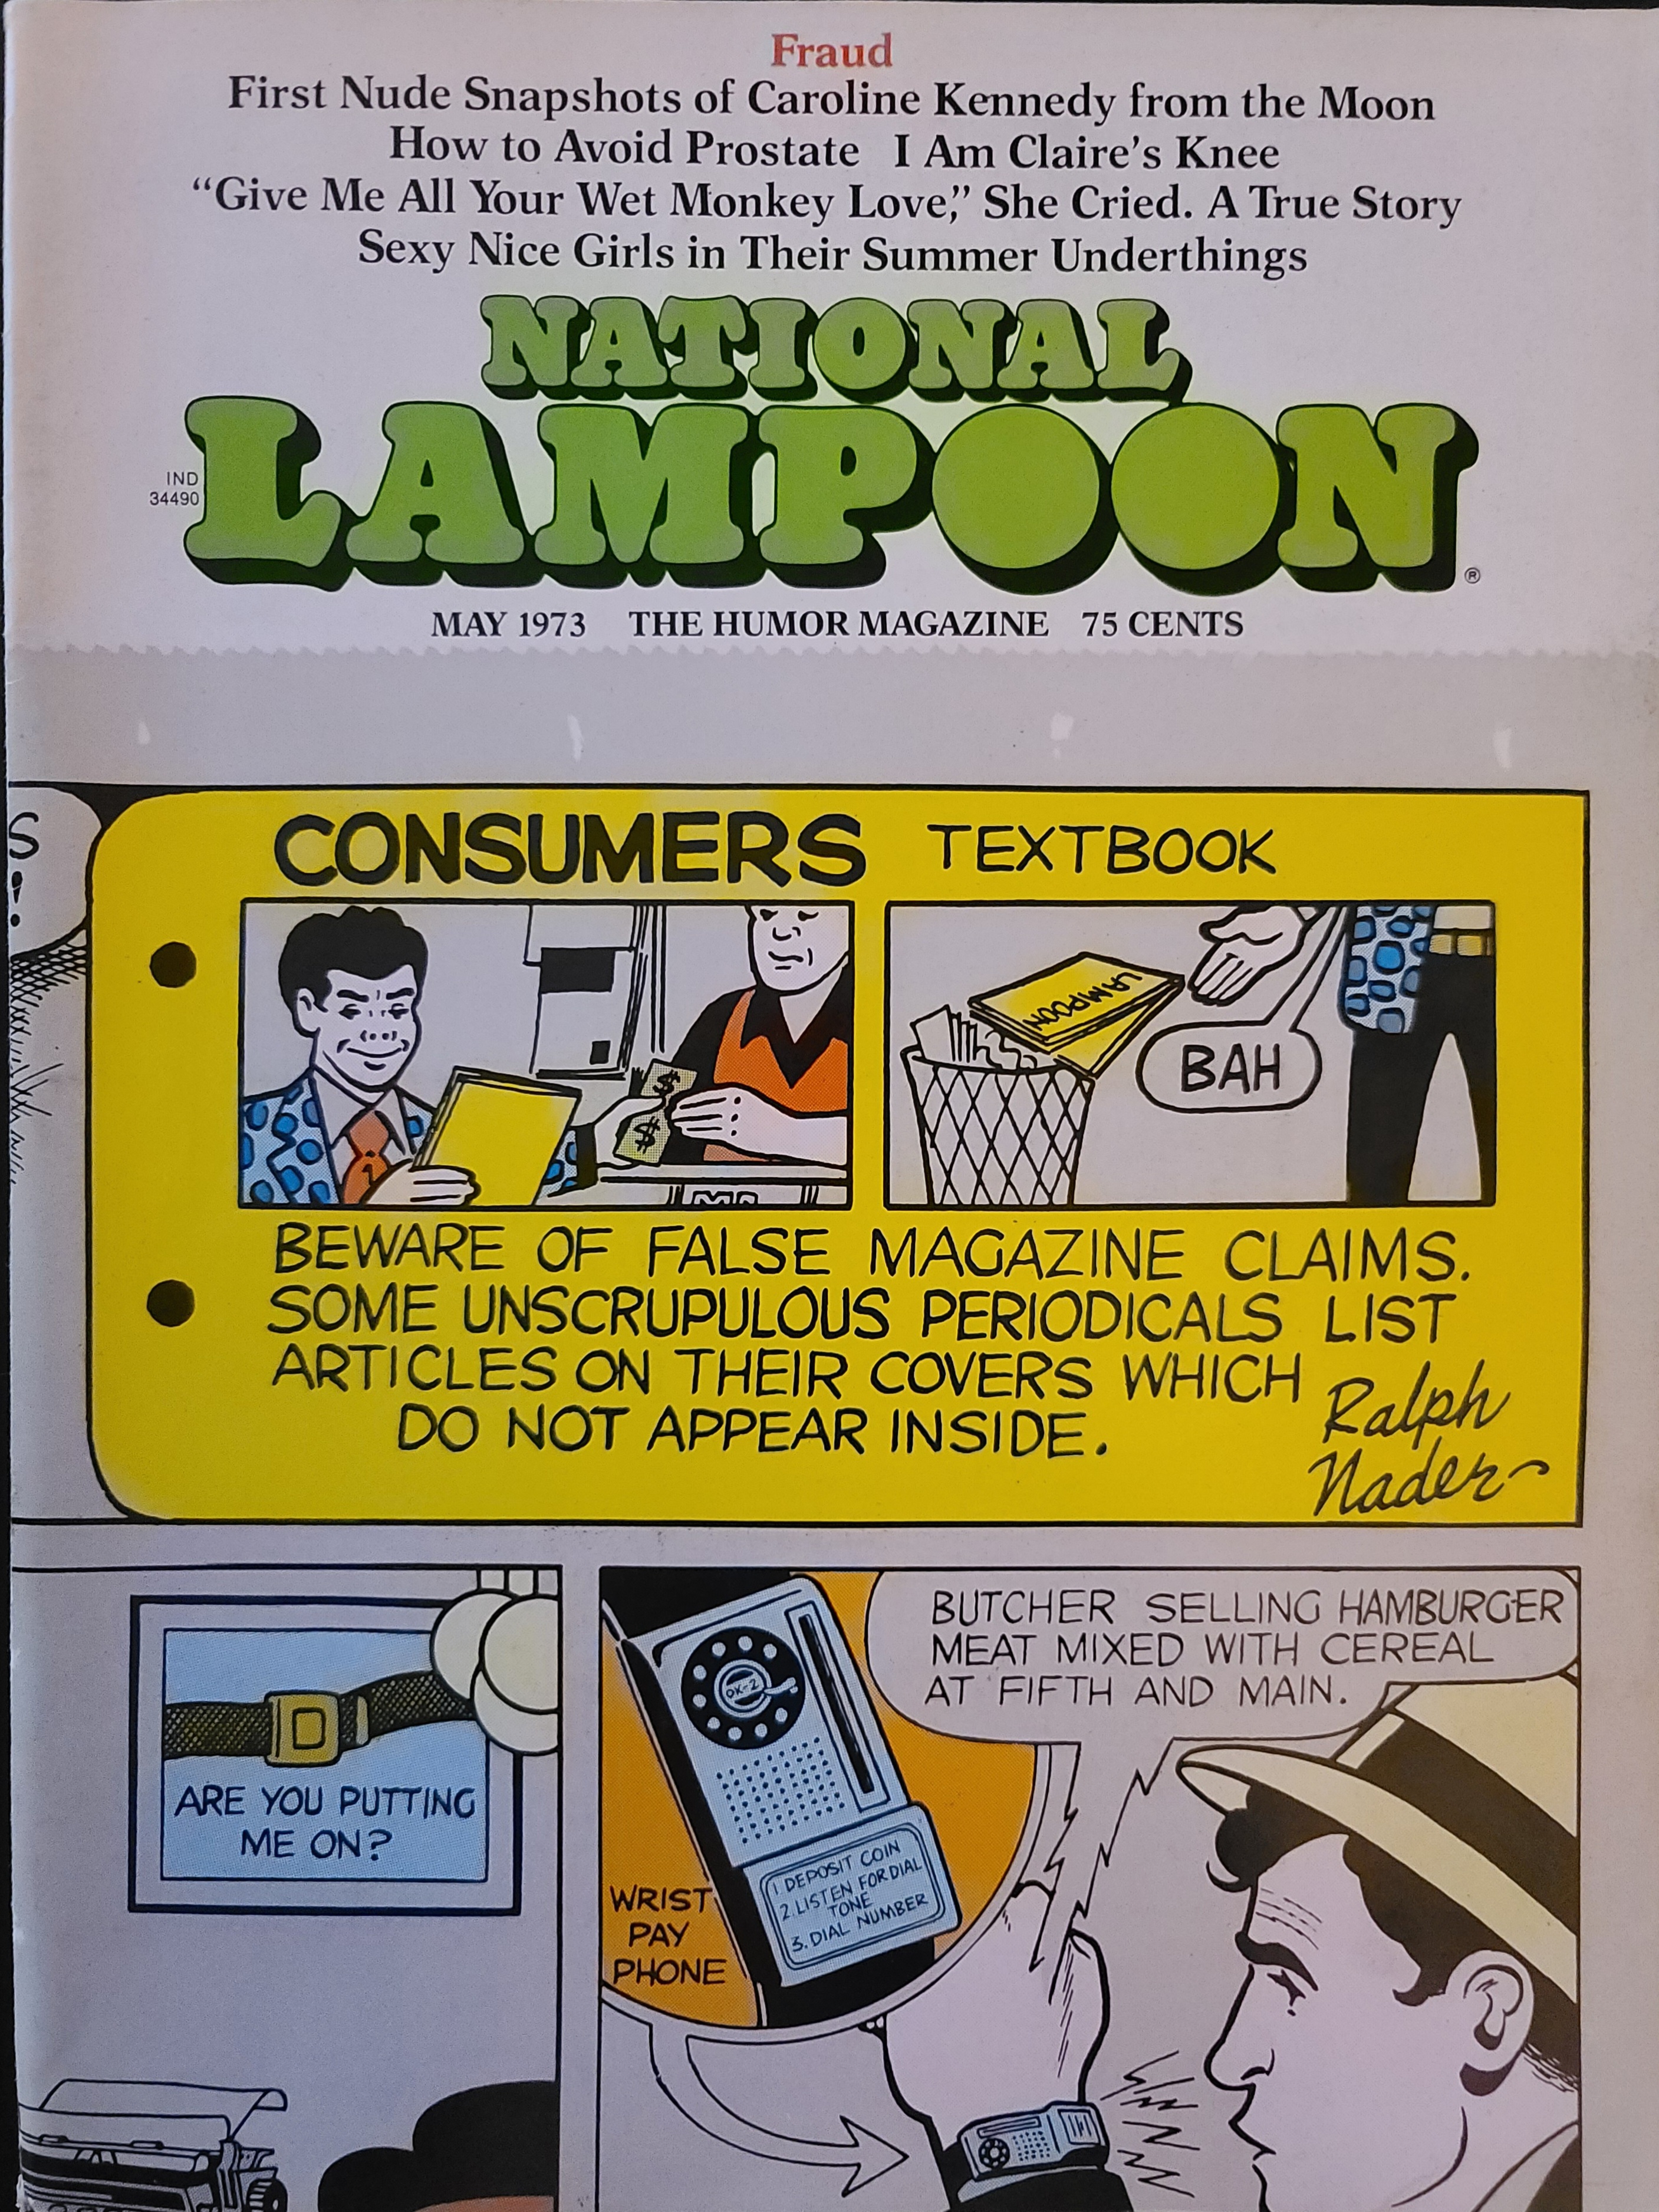 Fraud
First Nude Snapshots of Caroline Kennedy from the Moon
How to Avoid Prostate I Am Claire's Knee
"Give Me All Your Wet Monkey Love," She Cried. A True Story
Sexy Nice Girls in Their Summer Underthings
NATIONAL
LAMPOON
®
IND
34490
MAY 1973 THE HUMOR MAGAZINE 75 CENTS
S
!
CONSUMERS TEXTBOOK
$
$
LAMPOON
BAH
BEWARE OF FALSE MAGAZINE CLAIMS.
SOME UNSCRUPULOUS PERIODICALS LIST
ARTICLES ON THEIR COVERS WHICH
DO NOT APPEAR INSIDE.
Ralph
Nader
ARE YOU PUTTING
ME ON?
BUTCHER SELLING HAMBURGER
MEAT MIXED WITH CEREAL
AT FIFTH AND MAIN.
OK-2
1. DEPOSIT COIN
2. LISTEN FOR DIAL
TONE
3. DIAL NUMBER
WRIST
PAY
PHONE